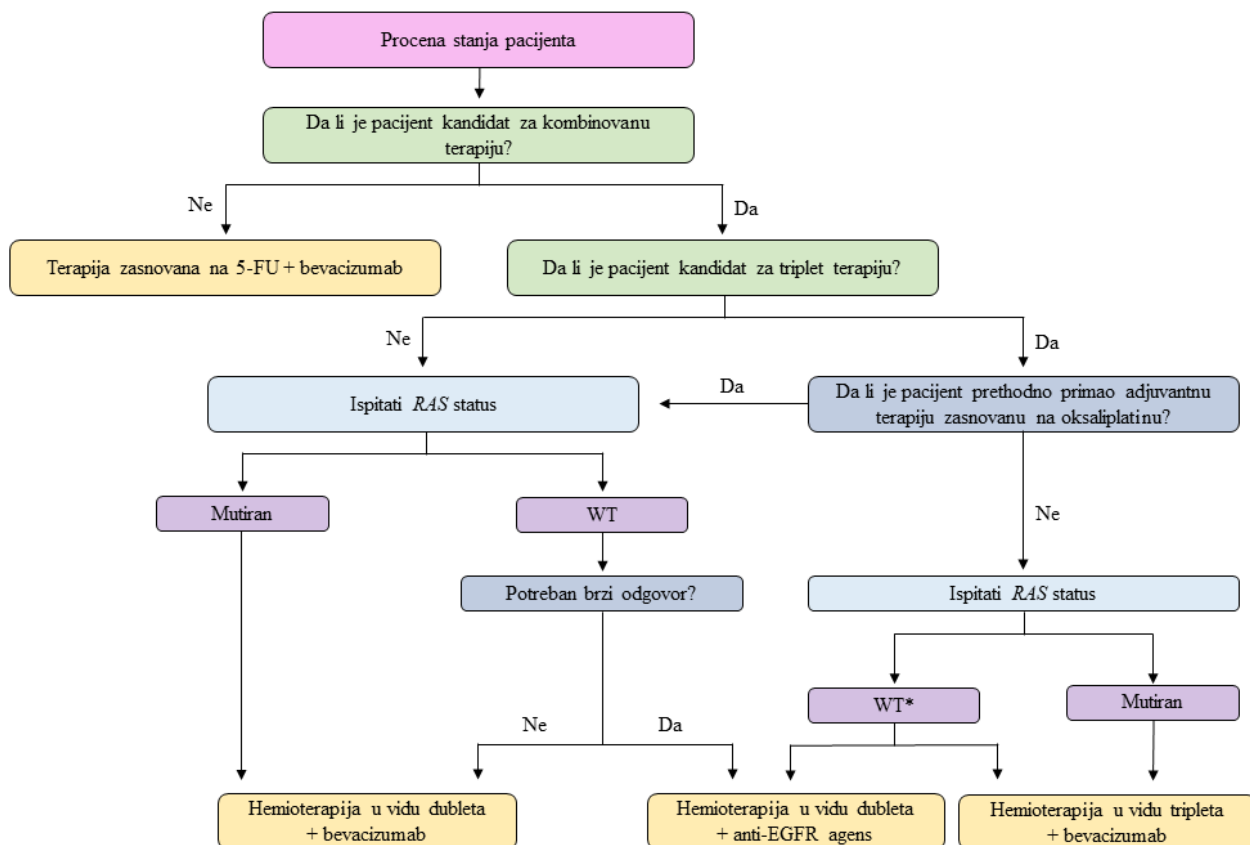 Procena stanja pacijenta
Da li je pacijent kandidat za kombinovanu
terapiju?
Ne
Da
Terapija zasnovana na 5-FU + bevacizumab
Da li je pacijent kandidat za triplet terapiju?
Ne
Da
Ispitati RAS status
Da
Da li je pacijent prethodno primao adjuvantnu
terapiju zasnovanu na oksaliplatinu?
Mutiran
WT
Ne
Potreban brzi odgovor?
Ispitati RAS status
WT*
Mutiran
Ne
Da
Hemioterapija u vidu dubleta
+ bevacizumab
Hemioterapija u vidu dubleta
+ anti-EGFR agens
Hemioterapija u vidu tripleta
+ bevacizumab